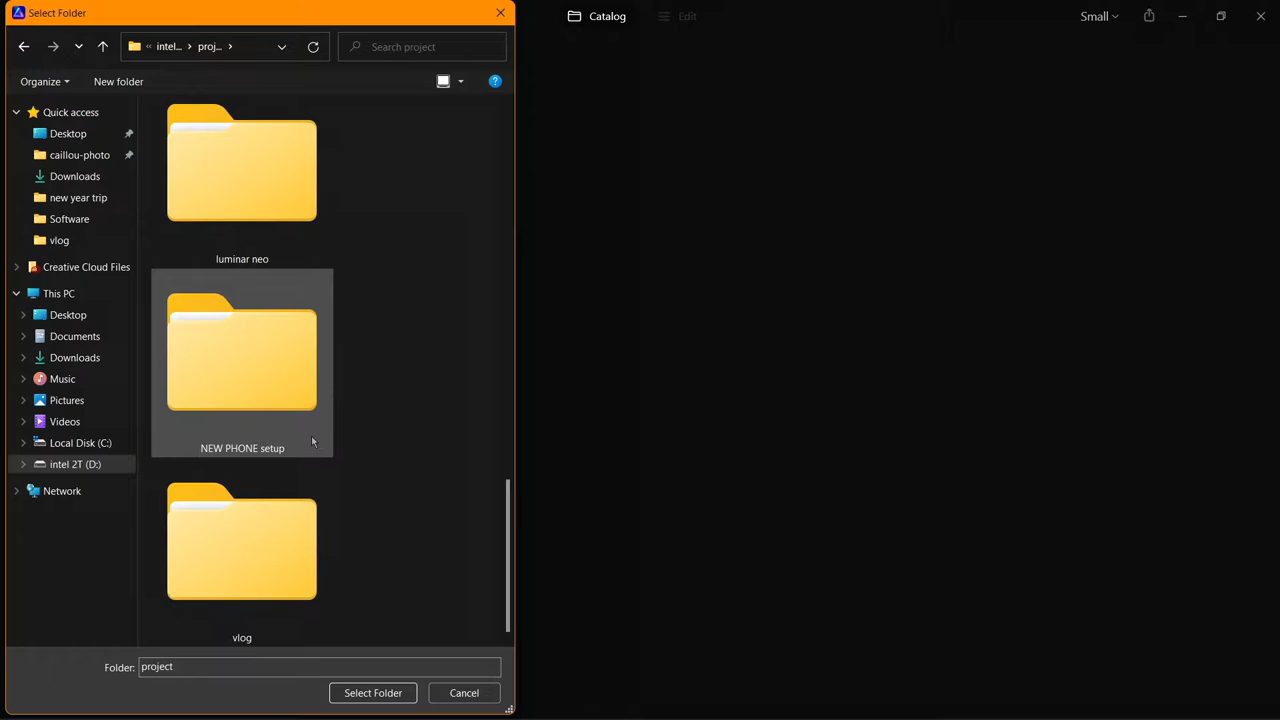 Select Folder
Catalog
Edit
Small
intel...
proj...
Search project
Organize
New folder
Quick access
Desktop
caillou-photo
Downloads
new year trip
Software
vlog
Creative Cloud Files
This PC
Desktop
Documents
Downloads
Music
Pictures
Videos
Local Disk (C:)
intel 2T (D:)
Network
luminar neo
NEW PHONE setup
vlog
Folder: project
Select Folder
Cancel